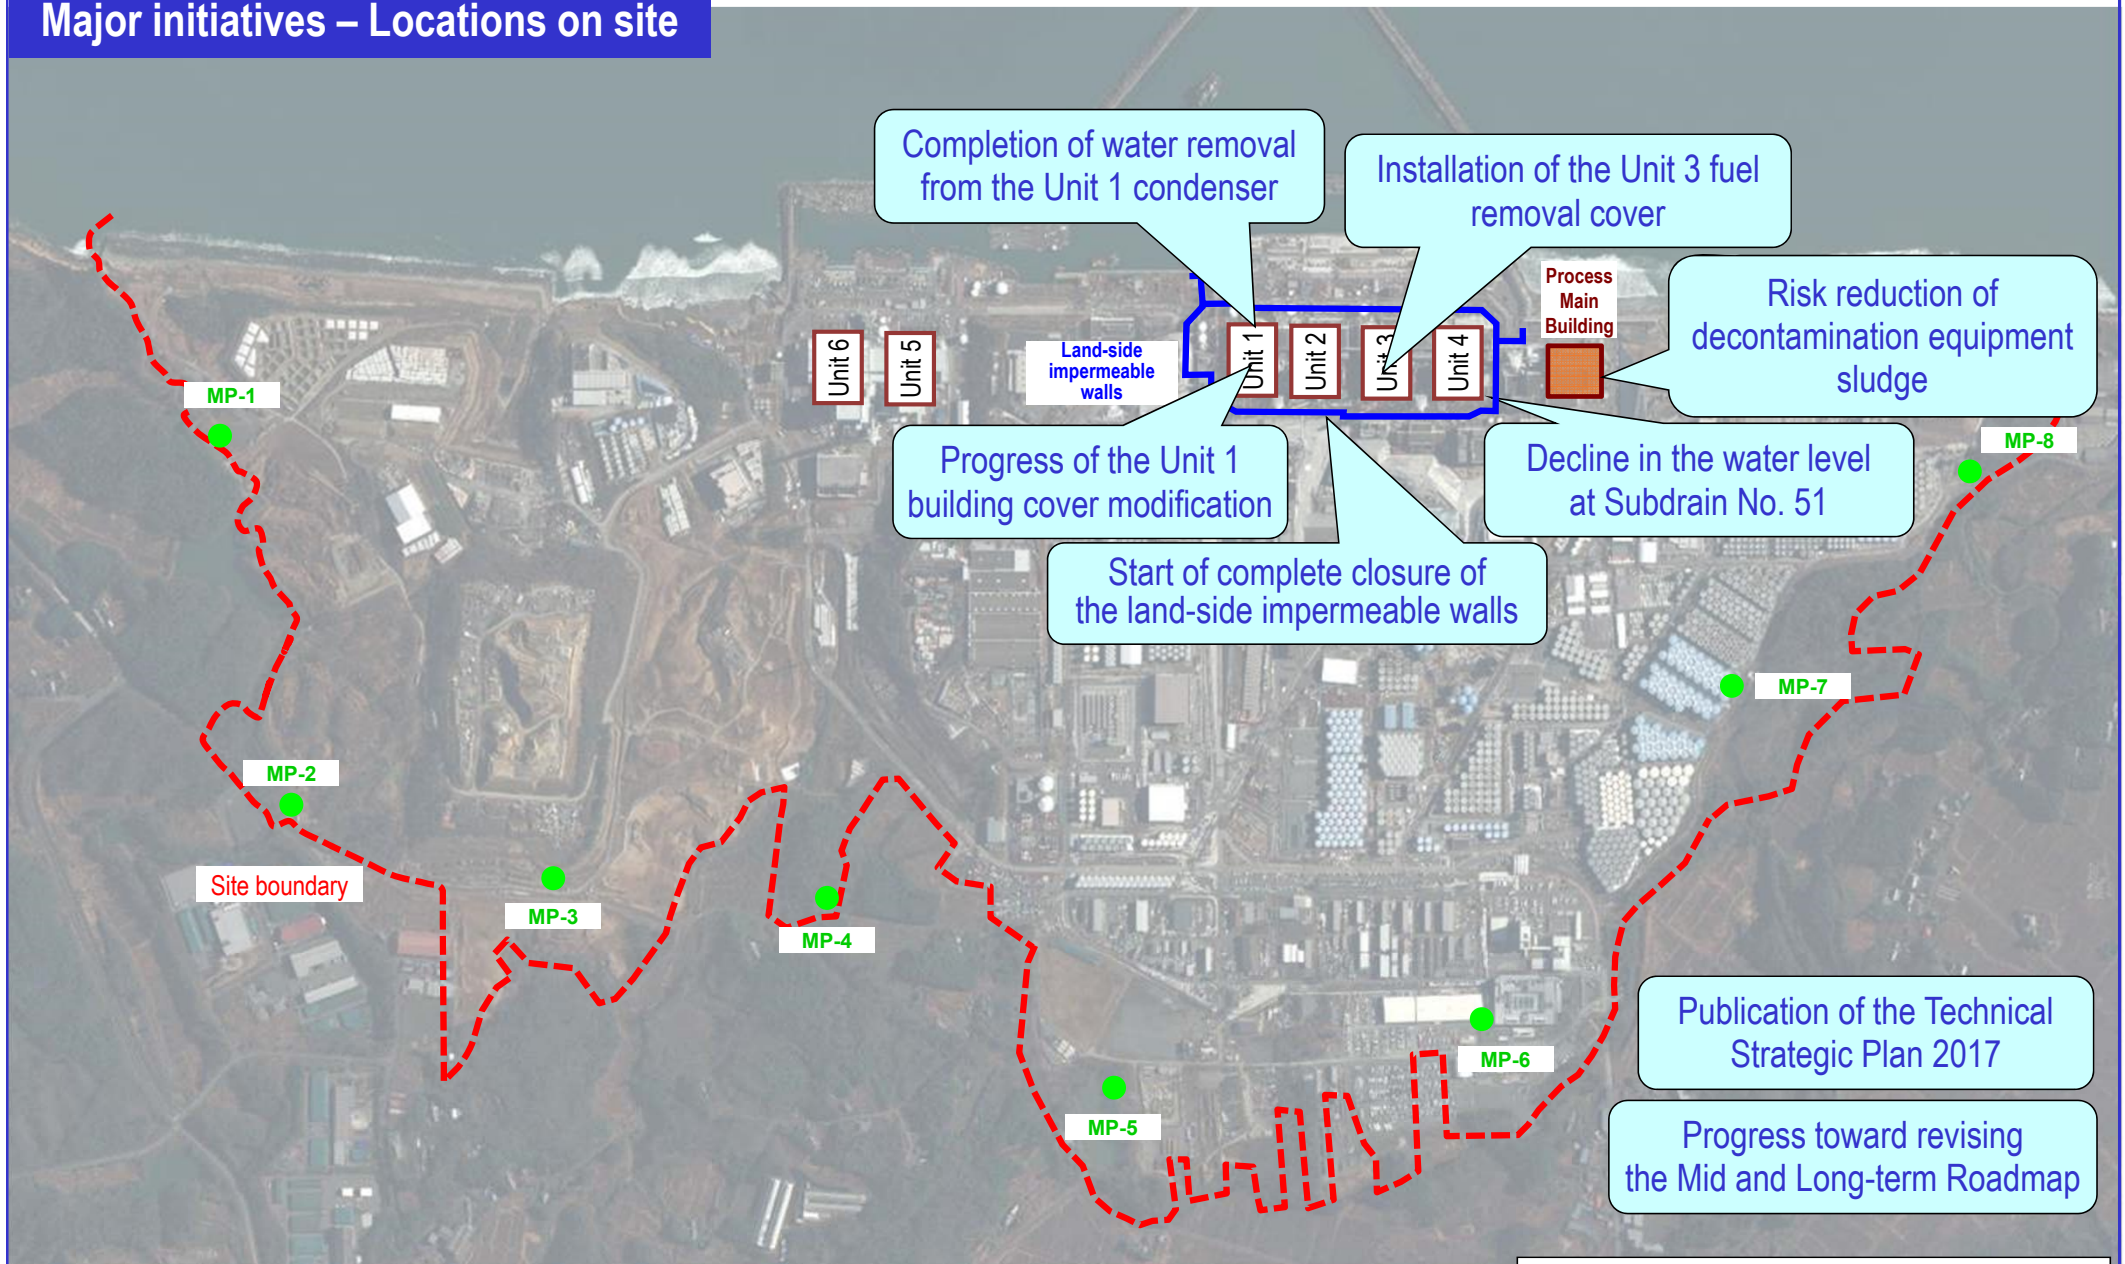 Major initiatives – Locations on site
Completion of water removal
from the Unit 1 condenser
Installation of the Unit 3 fuel
removal cover
Process
Main
Building
Risk reduction of
decontamination equipment
sludge
Land-side
impermeable
walls
Unit 6
Unit 5
Unit 1
Unit 2
Unit 3
Unit 4
MP-1
MP-8
Progress of the Unit 1
building cover modification
Decline in the water level
at Subdrain No. 51
Start of complete closure of
the land-side impermeable walls
MP-7
MP-2
Site boundary
MP-3
MP-4
MP-6
MP-5
Publication of the Technical
Strategic Plan 2017
Progress toward revising
the Mid and Long-term Roadmap